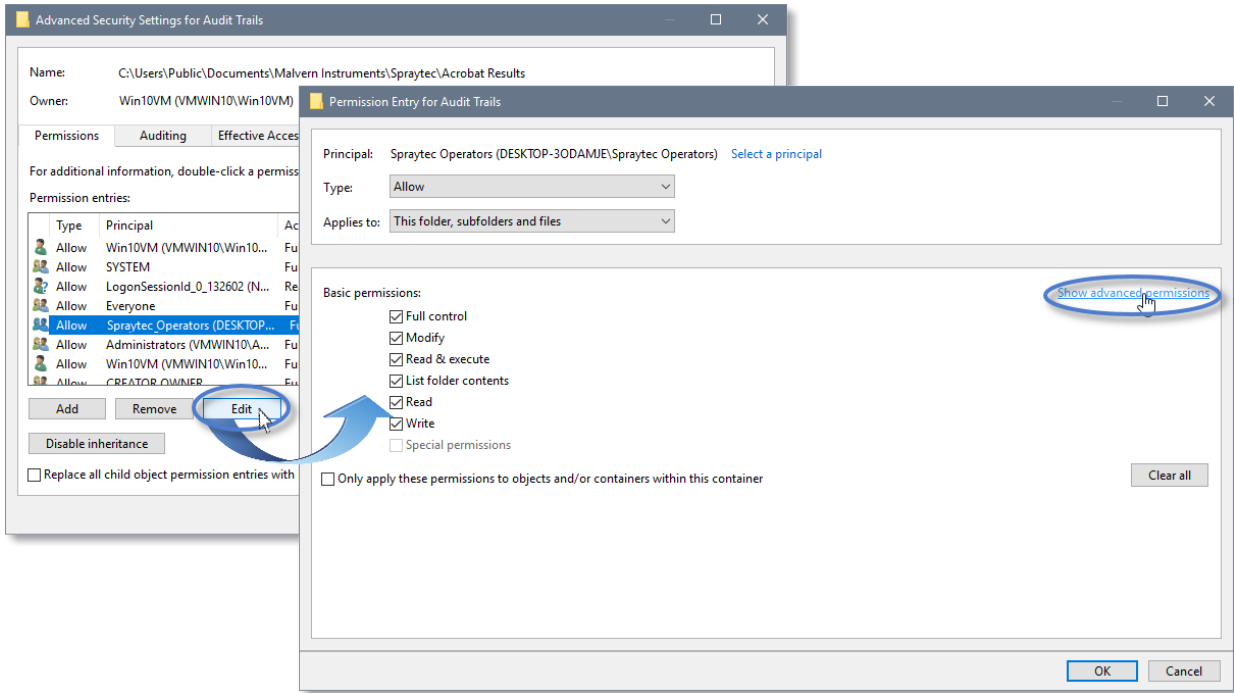 Advanced Security Settings for Audit Trails
Name: C:\Users\Public\Documents\Malvern Instruments\Spraytec\Acrobat Results
Owner: Win10VM (VMWIN10\Win10VM)
Permissions Auditing Effective Acces
For additional information, double-click a permiss
Permission entries:
Type Principal Ac
Allow Win10VM (VMWIN10\Win10... Fu
Allow SYSTEM Fu
Allow LogonSessionId_0_132602 (N... Re
Allow Everyone Fu
Allow Spraytec Operators (DESKTOP... Fu
Allow Administrators (VMWIN10\A... Fu
Allow Win10VM (VMWIN10\Win10... Fu
Allow CREATOR OWNER Fu
Add Remove Edit
Disable inheritance
Replace all child object permission entries with
Permission Entry for Audit Trails
Principal: Spraytec Operators (DESKTOP-3ODAMJE\Spraytec Operators) Select a principal
Type: Allow
Applies to: This folder, subfolders and files
Basic permissions: Show advanced permissions
Full control
Modify
Read & execute
List folder contents
Read
Write
Special permissions
Only apply these permissions to objects and/or containers within this container
Clear all
OK Cancel